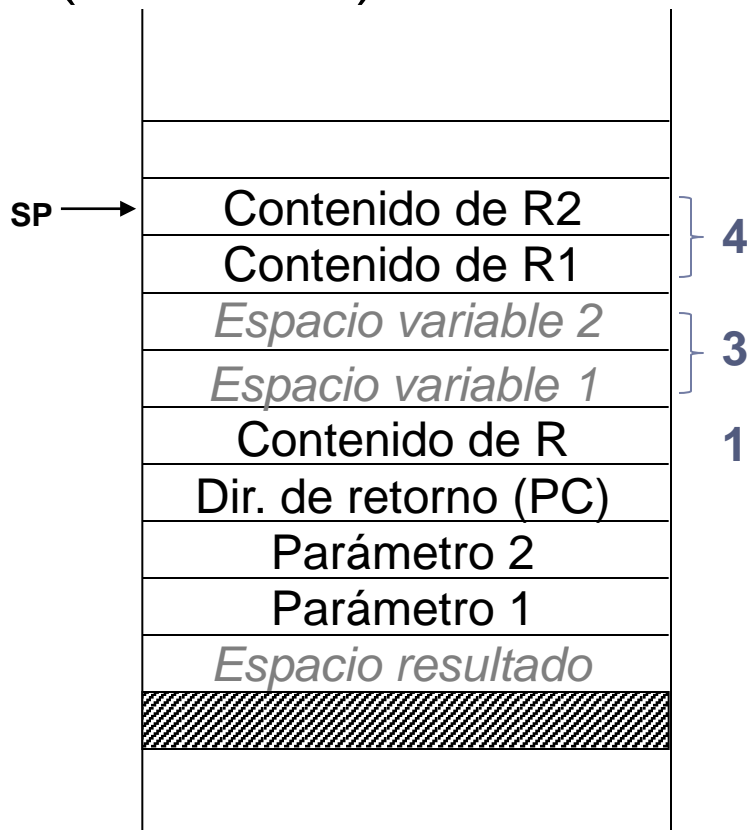 SP
Contenido de R2
4
Contenido de R1
Espacio variable 2
3
Espacio variable 1
Contenido de R
1
Dir. de retorno (PC)
Parámetro 2
Parámetro 1
Espacio resultado